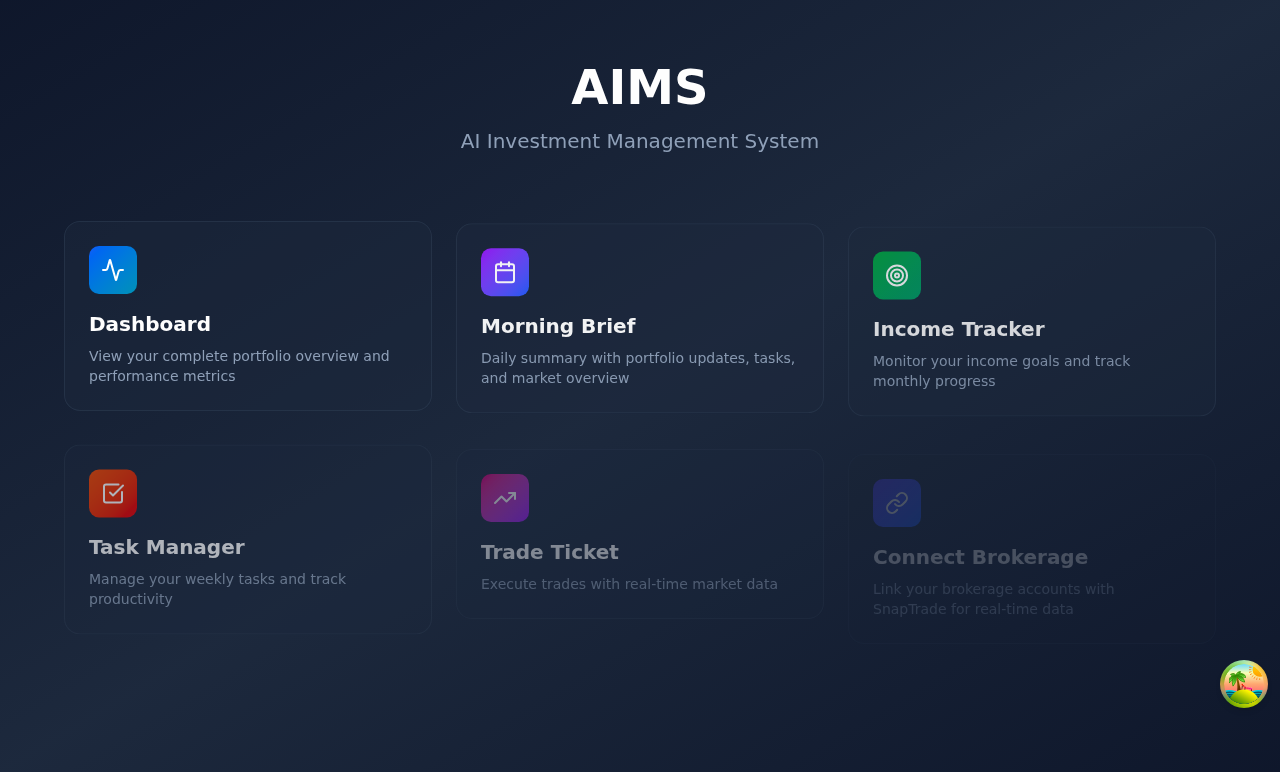 AIMS
AI Investment Management System
Dashboard
View your complete portfolio overview and
performance metrics
Morning Brief
Daily summary with portfolio updates, tasks,
and market overview
Income Tracker
Monitor your income goals and track
monthly progress
Task Manager
Manage your weekly tasks and track
productivity
Trade Ticket
Execute trades with real-time market data
Connect Brokerage
Link your brokerage accounts with
SnapTrade for real-time data